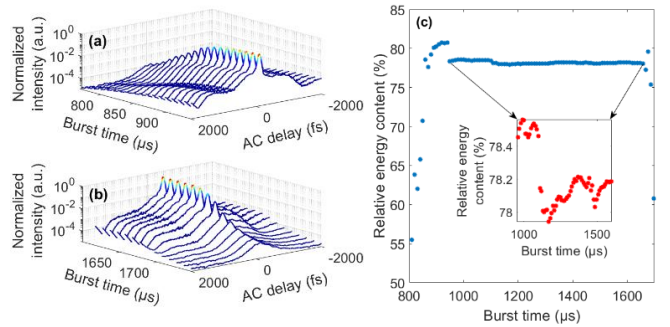 (a)
Normalized
intensity (a.u.)
10^0
10^-2
10^-4
800
850
900
Burst time (µs)
2000
0
-2000
AC delay (fs)
(b)
Normalized
intensity (a.u.)
10^0
10^-2
10^-4
1650
1700
Burst time (µs)
2000
0
-2000
AC delay (fs)
(c)
Relative energy content (%)
85
80
75
70
65
60
55
50
800 1000 1200 1400 1600
Burst time (µs)
Relative energy
content (%)
78.4
78.2
78
1000 1500
Burst time (µs)